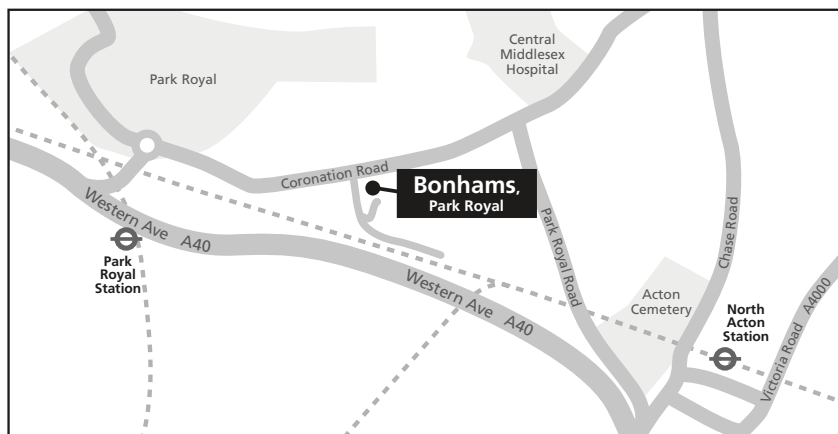 Central
Middlesex
Hospital
Park Royal
Coronation Road
Bonhams,
Park Royal
Western Ave A40
Park
Royal
Station
Park Royal Road
Chase Road
Western Ave A40
Acton
Cemetery
North
Acton
Station
Victoria Road A4000